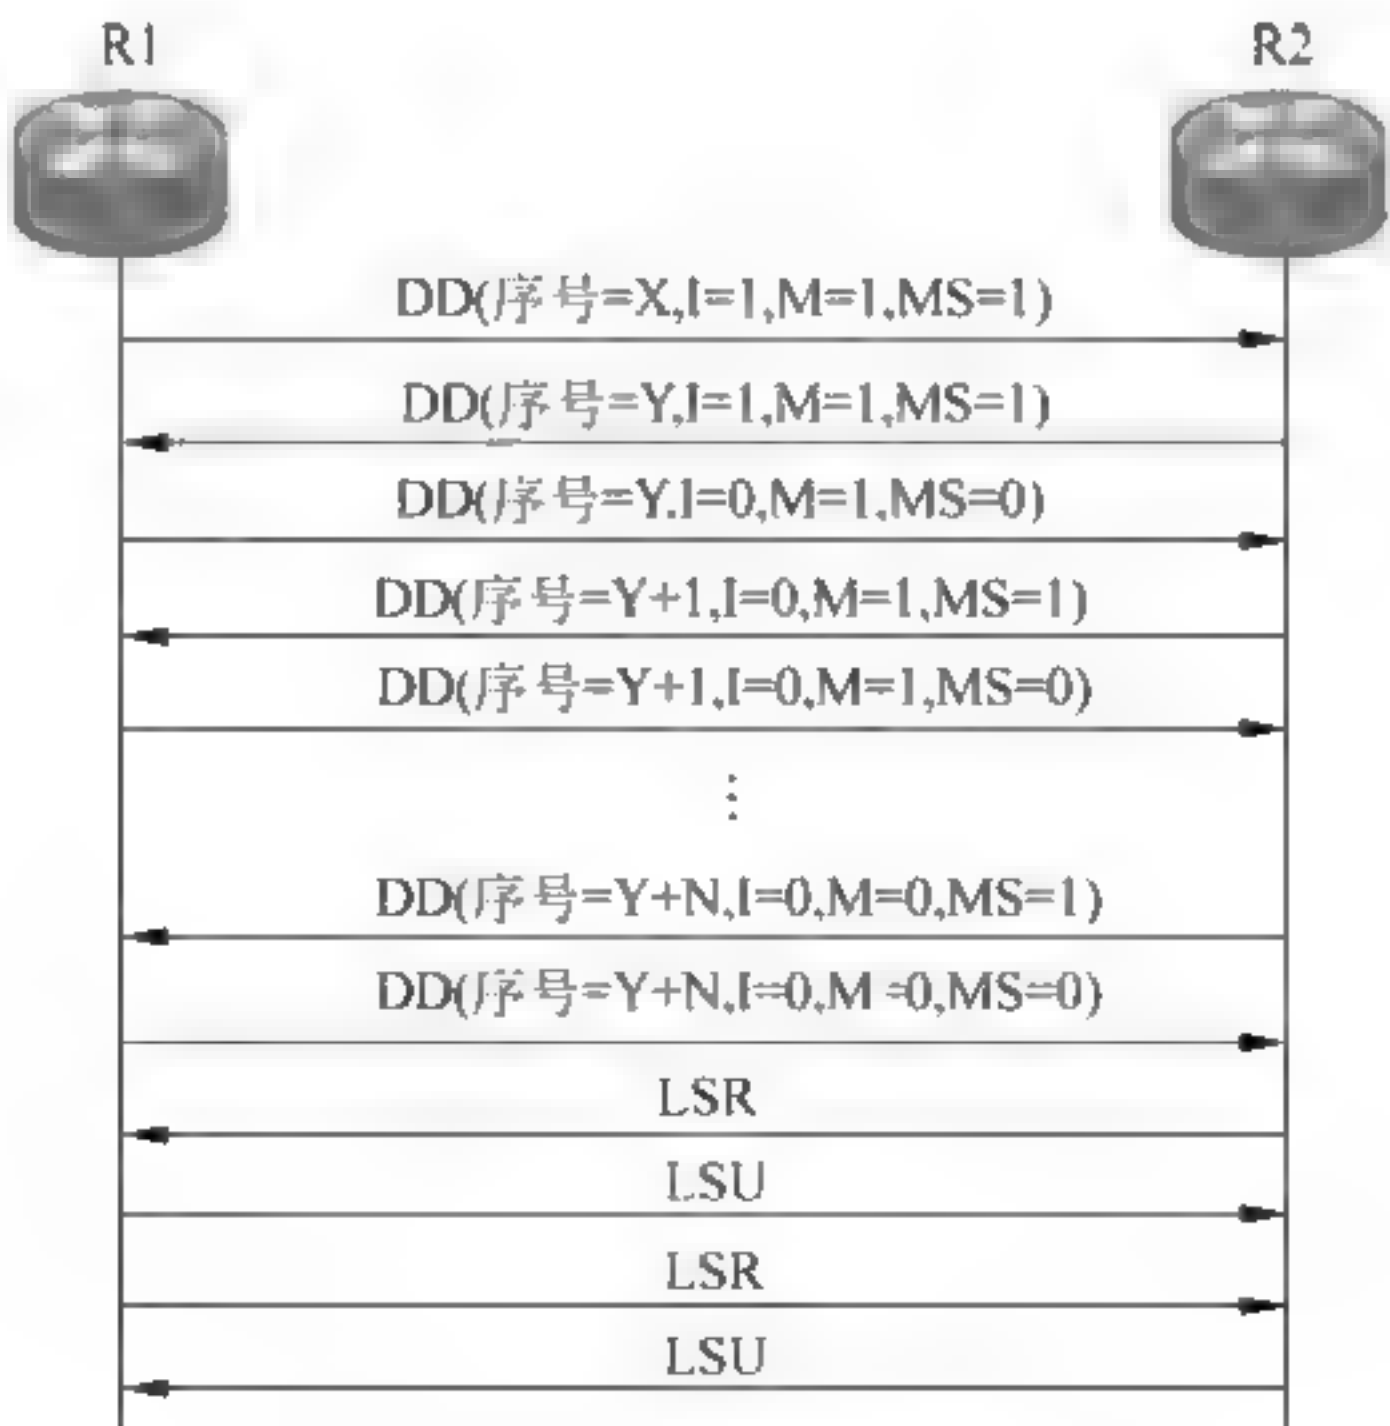 R1
R2
DD(序号=X,I=1,M=1,MS=1)
DD(序号=Y,I=1,M=1,MS=1)
DD(序号=Y,I=0,M=1,MS=0)
DD(序号=Y+1,I=0,M=1,MS=1)
DD(序号=Y+1,I=0,M=1,MS=0)
⋮
DD(序号=Y+N,I=0,M=0,MS=1)
DD(序号=Y+N,I=0,M=0,MS=0)
LSR
LSU
LSR
LSU